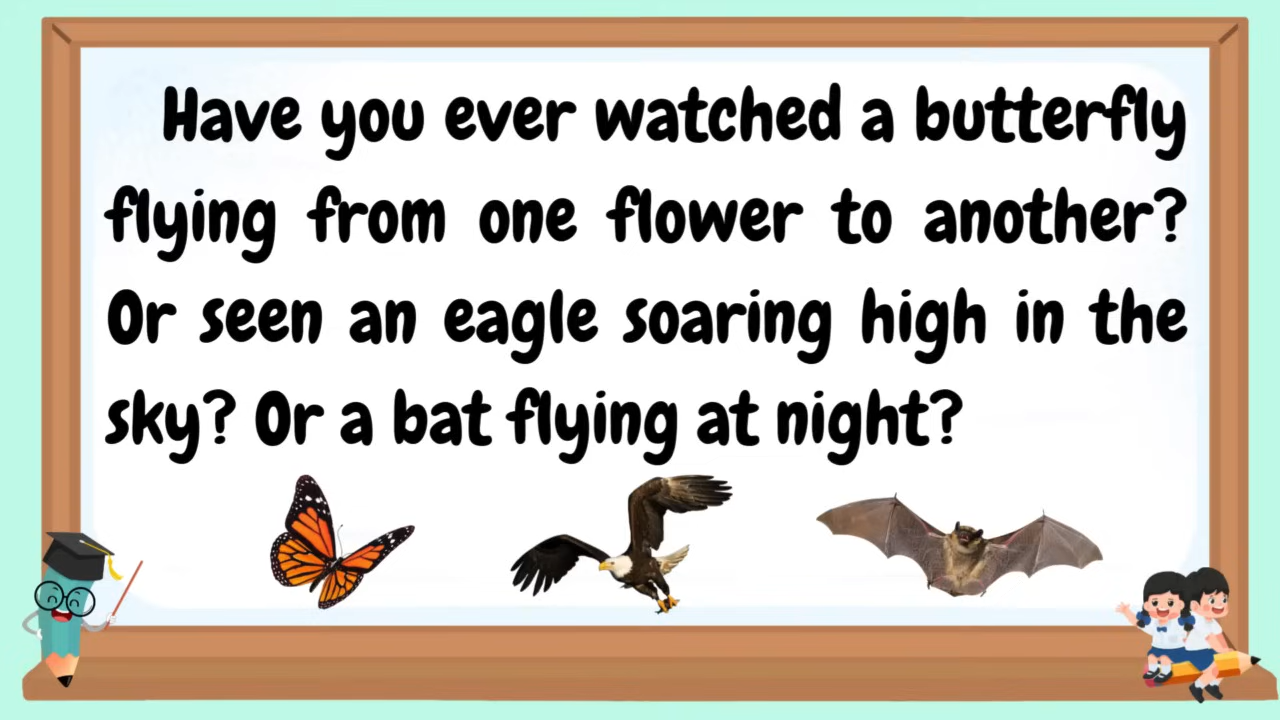 Have you ever watched a butterfly
flying from one flower to another?
Or seen an eagle soaring high in the
sky? Or a bat flying at night?